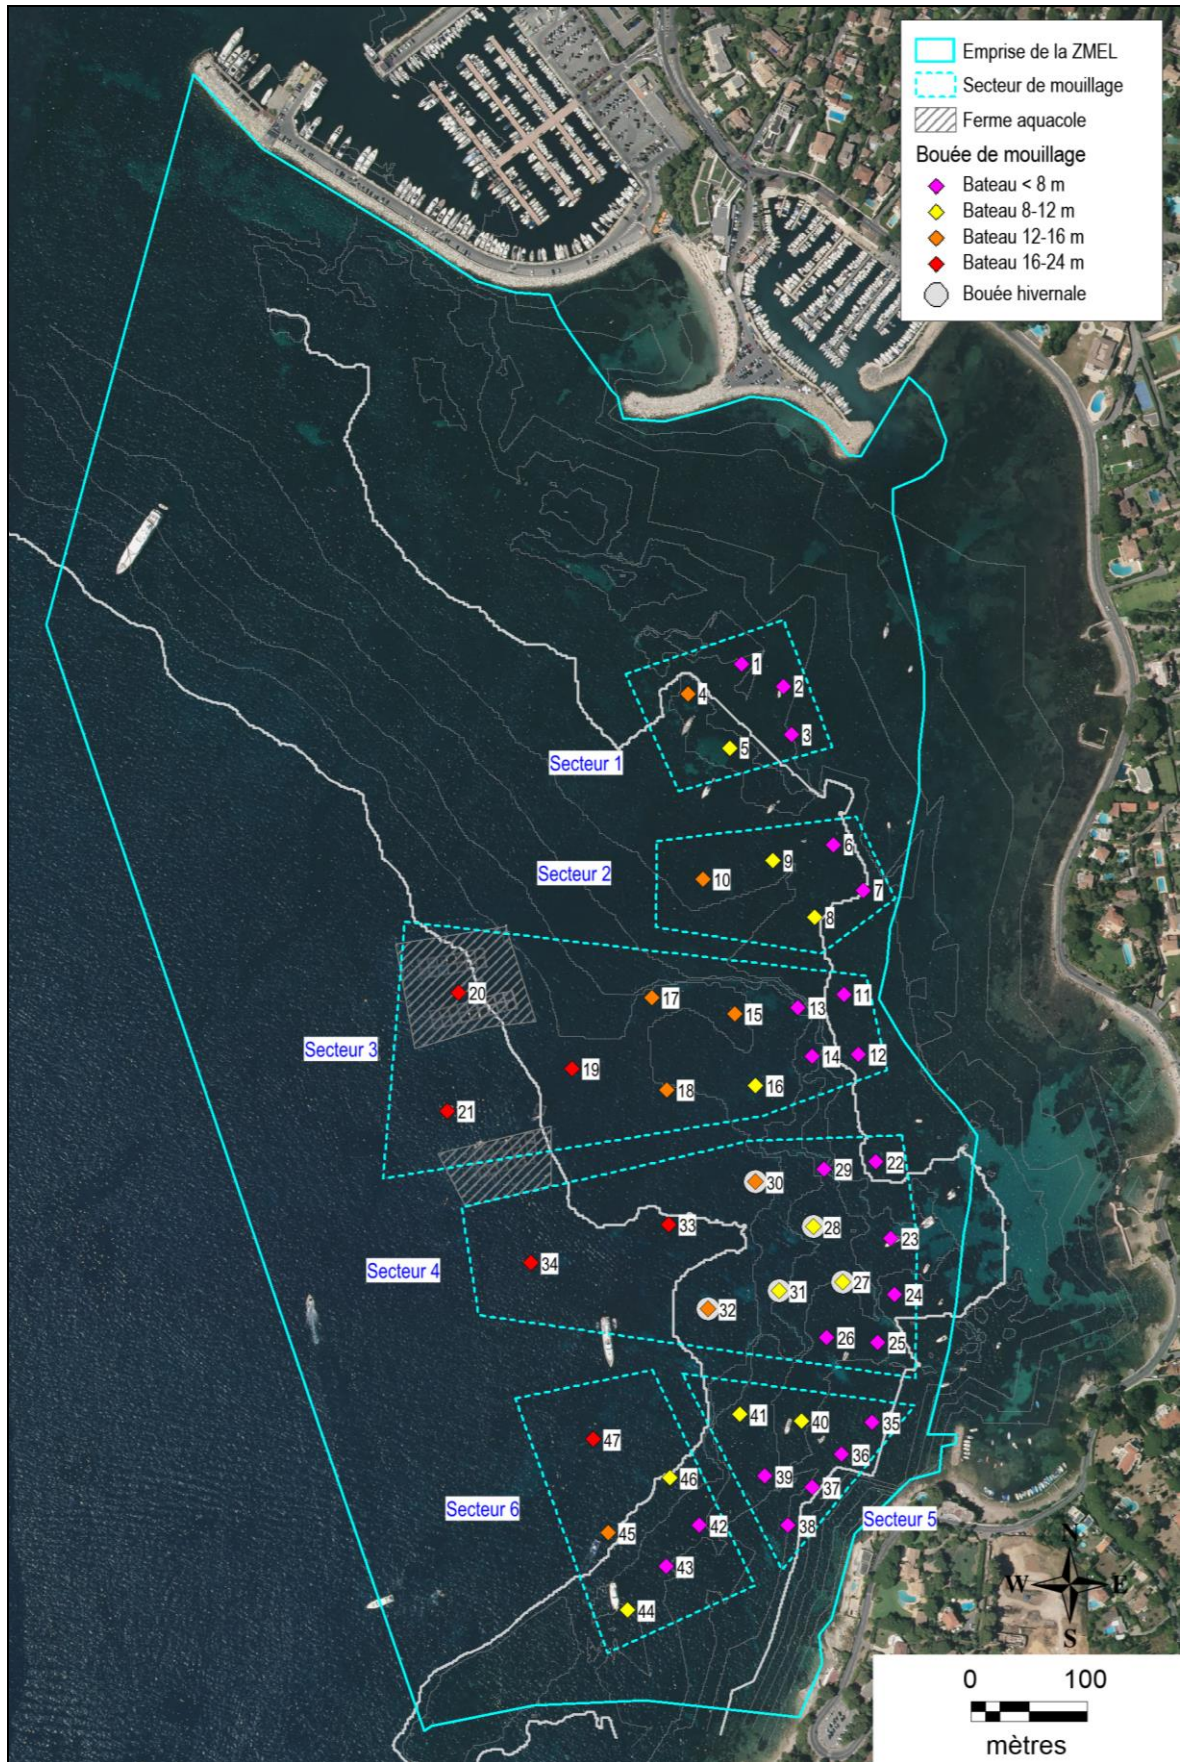 Emprise de la ZMEL
Secteur de mouillage
Ferme aquacole
Bouée de mouillage
Bateau < 8 m
Bateau 8-12 m
Bateau 12-16 m
Bateau 16-24 m
Bouée hivernale
1
2
4
3
5
Secteur 1
6
9
Secteur 2
10
7
8
20
17
11
13
15
Secteur 3
14
12
19
16
18
21
29
22
30
28
23
33
Secteur 4
34
31
27
24
32
26
25
41
40
35
47
36
46
39
37
Secteur 6
45
42
38
Secteur 5
43
44
N
W
E
S
0 100
mètres